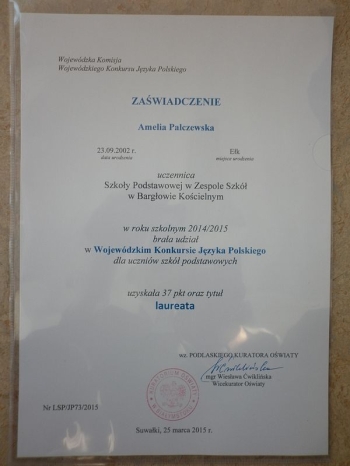 Wojewódzka Komisja
Wojewódzkiego Konkursu Języka Polskiego
ZAŚWIADCZENIE
Amelia Palczewska
23.09.2002 r. Ełk
data urodzenia miejsce urodzenia
uczennica
Szkoły Podstawowej w Zespole Szkół
w Bargłowie Kościelnym
w roku szkolnym 2014/2015
brała udział
w Wojewódzkim Konkursie Języka Polskiego
dla uczniów szkół podstawowych
uzyskała 37 pkt oraz tytuł
laureata
wz. PODLASKIEGO KURATORA OŚWIATY
mgr Wiesława Ćwiklińska
Wicekurator Oświaty
Nr LSP/JP73/2015
Suwałki, 25 marca 2015 r.